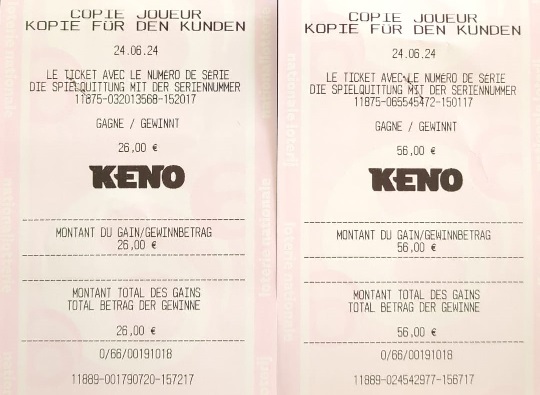 COPIE JOUEUR
KOPIE FÜR DEN KUNDEN
24.06.24
LE TICKET AVEC LE NUMERO DE SERIE
DIE SPIELQUITTUNG MIT DER SERIENNUMMER
11875-032013568-152017
GAGNE / GEWINNT
26,00 €
KENO
MONTANT DU GAIN/GEWINNBETRAG
26,00 €
MONTANT TOTAL DES GAINS
TOTAL BETRAG DER GEWINNE
26,00 €
0/66/00191018
11889-001790720-157217
COPIE JOUEUR
KOPIE FÜR DEN KUNDEN
24.06.24
LE TICKET AVEC LE NUMERO DE SERIE
DIE SPIELQUITTUNG MIT DER SERIENNUMMER
11875-065545472-150117
GAGNE / GEWINNT
56,00 €
KENO
MONTANT DU GAIN/GEWINNBETRAG
56,00 €
MONTANT TOTAL DES GAINS
TOTAL BETRAG DER GEWINNE
56,00 €
0/66/00191018
11889-024542977-156717